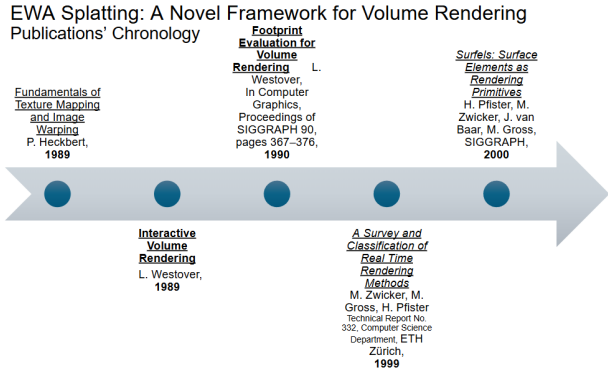 EWA Splatting: A Novel Framework for Volume Rendering
Publications' Chronology
Fundamentals of
Texture Mapping
and Image
Warping
P. Heckbert,
1989
Interactive
Volume
Rendering
L. Westover,
1989
Footprint
Evaluation for
Volume
Rendering L.
Westover,
In Computer
Graphics,
Proceedings of
SIGGRAPH 90,
pages 367–376,
1990
A Survey and
Classification of
Real Time
Rendering
Methods
M. Zwicker, M.
Gross, H. Pfister
Technical Report No.
332, Computer Science
Department, ETH
Zürich,
1999
Surfels: Surface
Elements as
Rendering
Primitives
H. Pfister, M.
Zwicker, J. van
Baar, M. Gross,
SIGGRAPH,
2000